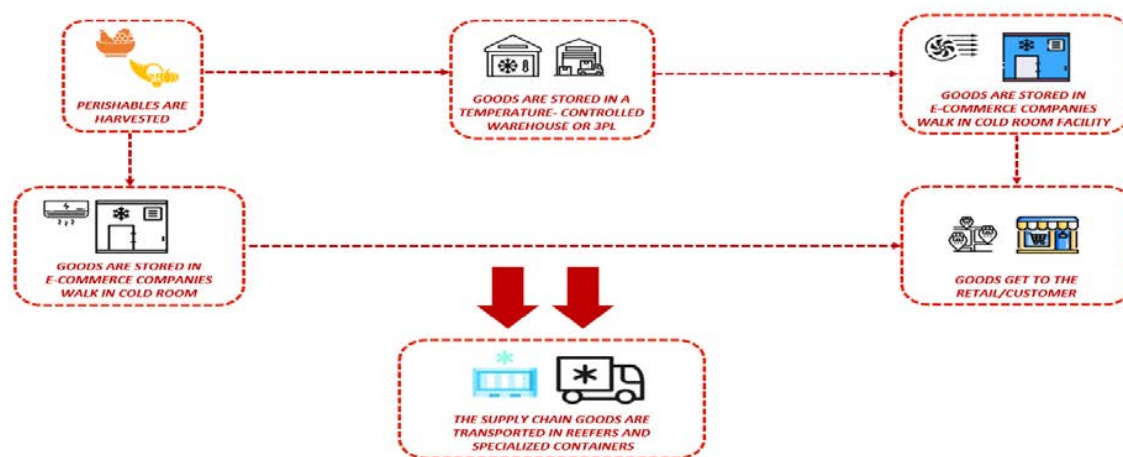 PERISHABLES ARE
HARVESTED
GOODS ARE STORED IN A
TEMPERATURE- CONTROLLED
WAREHOUSE OR 3PL
GOODS ARE STORED IN
E-COMMERCE COMPANIES
WALK IN COLD ROOM FACILITY
GOODS ARE STORED IN
E-COMMERCE COMPANIES
WALK IN COLD ROOM
GOODS GET TO THE
RETAIL/CUSTOMER
THE SUPPLY CHAIN GOODS ARE
TRANSPORTED IN REEFERS AND
SPECIALIZED CONTAINERS